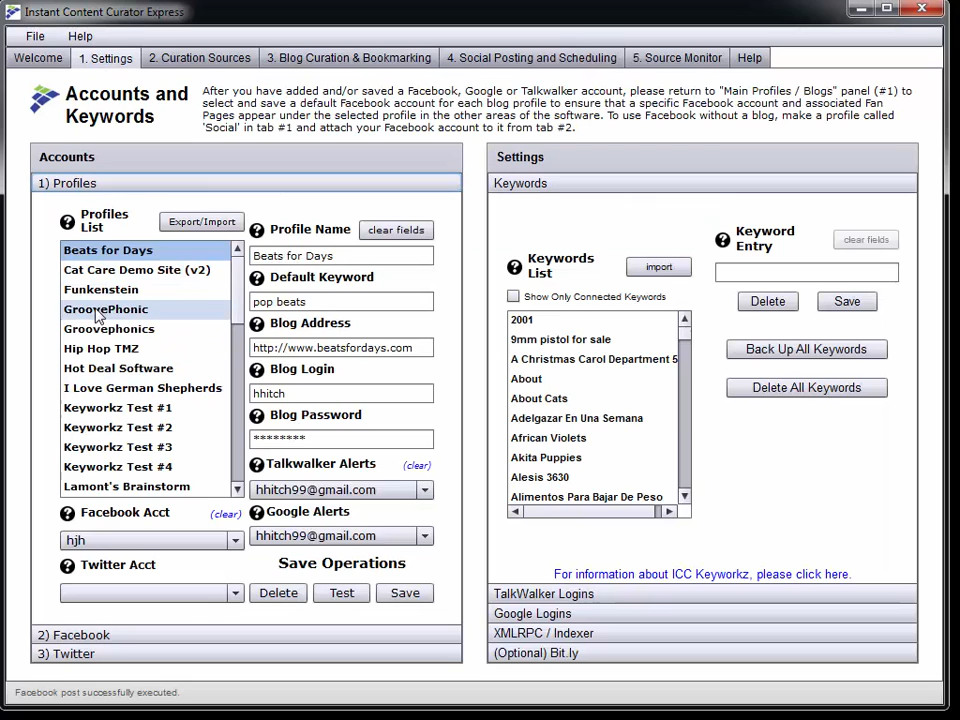 Instant Content Curator Express
File Help
Welcome 1. Settings 2. Curation Sources 3. Blog Curation & Bookmarking 4. Social Posting and Scheduling 5. Source Monitor Help
Accounts and
Keywords
After you have added and/or saved a Facebook, Google or Talkwalker account, please return to "Main Profiles / Blogs" panel (#1) to
select and save a default Facebook account for each blog profile to ensure that a specific Facebook account and associated Fan
Pages appear under the selected profile in the other areas of the software. To use Facebook without a blog, make a profile called
'Social' in tab #1 and attach your Facebook account to it from tab #2.
Accounts
1) Profiles
? Profiles
List
Export/Import
Beats for Days
Cat Care Demo Site (v2)
Funkenstein
GroovePhonic
Groovephonics
Hip Hop TMZ
Hot Deal Software
I Love German Shepherds
Keyworkz Test #1
Keyworkz Test #2
Keyworkz Test #3
Keyworkz Test #4
Lamont's Brainstorm
? Facebook Acct (clear)
hjh
? Twitter Acct
? Profile Name clear fields
Beats for Days
? Default Keyword
pop beats
? Blog Address
http://www.beatsfordays.com
? Blog Login
hhitch
? Blog Password
********
? Talkwalker Alerts (clear)
hhitch99@gmail.com
? Google Alerts
hhitch99@gmail.com
Save Operations
Delete Test Save
2) Facebook
3) Twitter
Settings
Keywords
? Keywords
List
import
Show Only Connected Keywords
2001
9mm pistol for sale
A Christmas Carol Department 5
About
About Cats
Adelgazar En Una Semana
African Violets
Akita Puppies
Alesis 3630
Alimentos Para Bajar De Peso
? Keyword
Entry
clear fields
Delete Save
Back Up All Keywords
Delete All Keywords
For information about ICC Keyworkz, please click here.
TalkWalker Logins
Google Logins
XMLRPC / Indexer
(Optional) Bit.ly
Facebook post successfully executed.